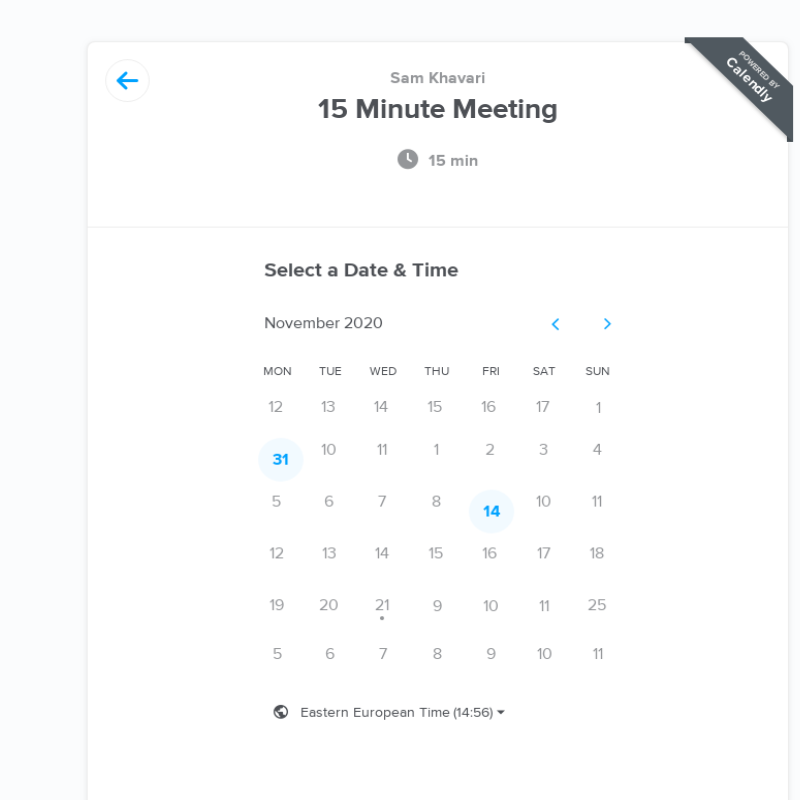 POWERED BY
Calendly
Sam Khavari
15 Minute Meeting
15 min
Select a Date & Time
November 2020
MON TUE WED THU FRI SAT SUN
12 13 14 15 16 17 1
31 10 11 1 2 3 4
5 6 7 8 14 10 11
12 13 14 15 16 17 18
19 20 21 9 10 11 25
5 6 7 8 9 10 11
Eastern European Time (14:56)